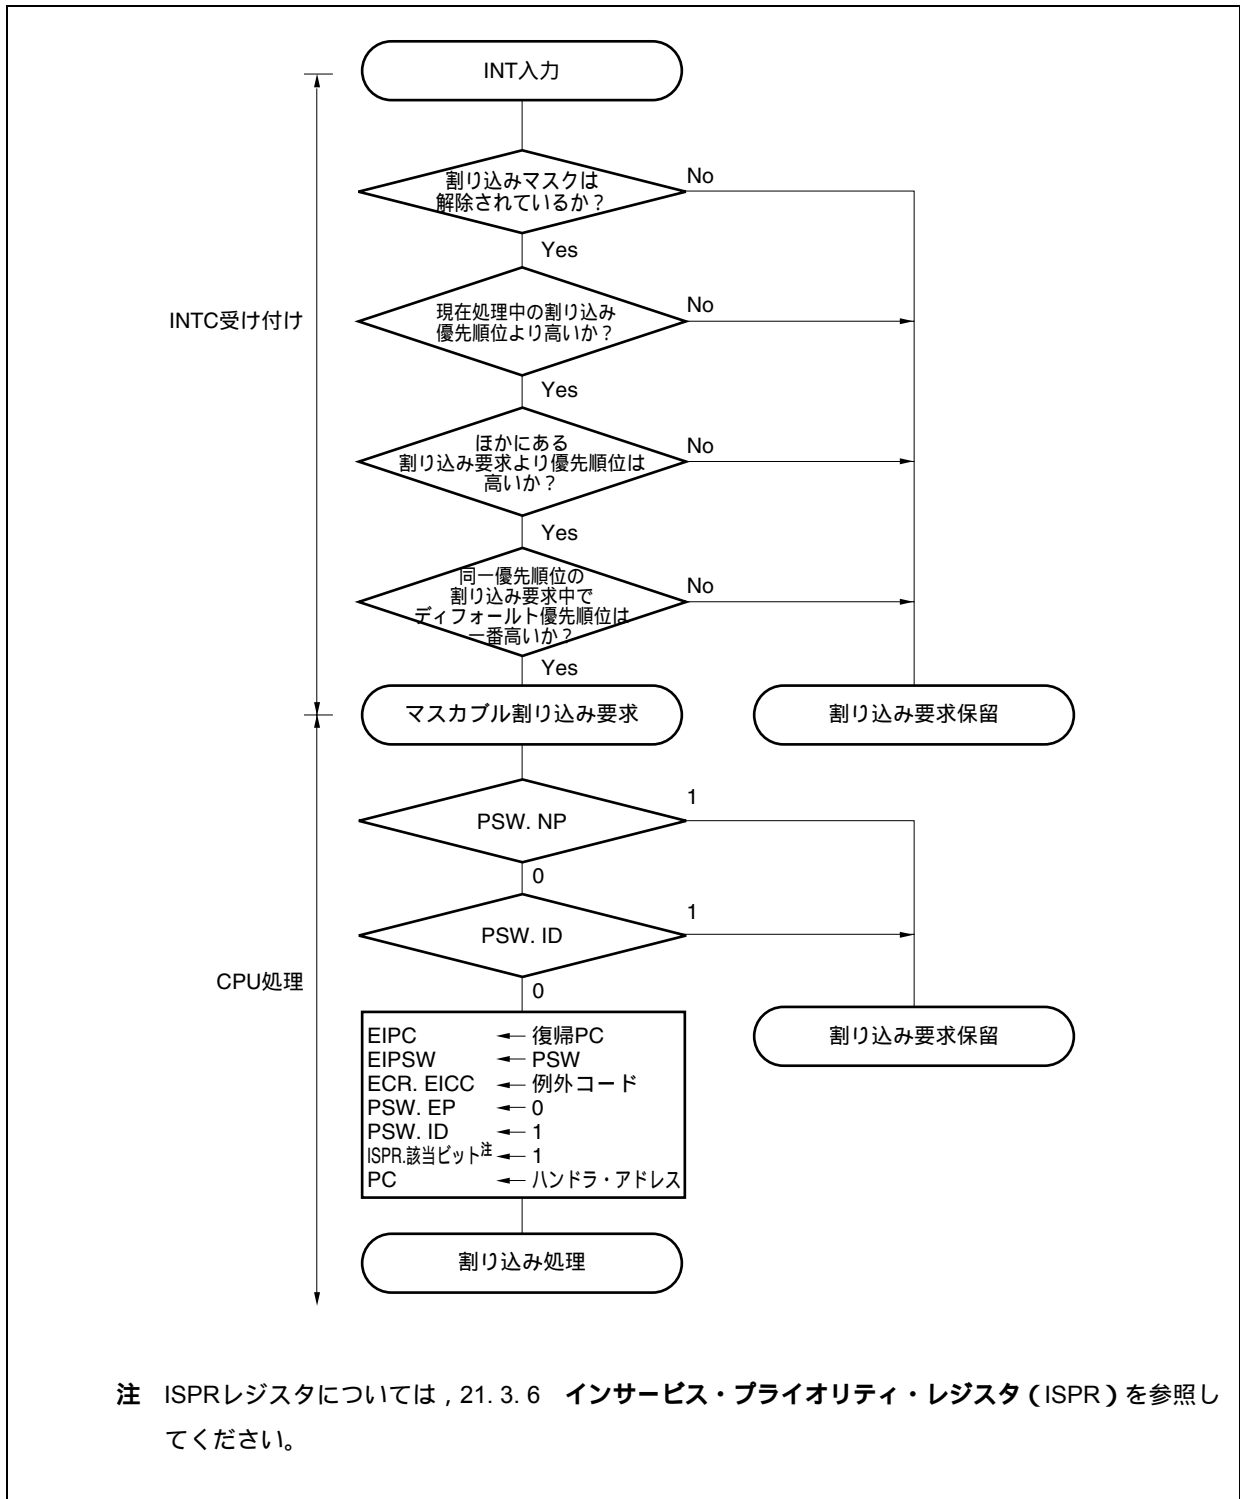 INT入力
割り込みマスクは
解除されているか？
No
Yes
現在処理中の割り込み
優先順位より高いか？
No
INTC受け付け
Yes
ほかにある
割り込み要求より優先順位は
高いか？
No
Yes
同一優先順位の
割り込み要求中で
ディフォールト優先順位は
一番高いか？
No
Yes
マスカブル割り込み要求
割り込み要求保留
PSW. NP
1
0
PSW. ID
1
CPU処理
0
割り込み要求保留
EIPC ← 復帰PC
EIPSW ← PSW
ECR. EICC ← 例外コード
PSW. EP ← 0
PSW. ID ← 1
ISPR.該当ビット注 ← 1
PC ← ハンドラ・アドレス
割り込み処理
注 ISPRレジスタについては，21. 3. 6 インサービス・プライオリティ・レジスタ（ISPR）を参照し
てください。